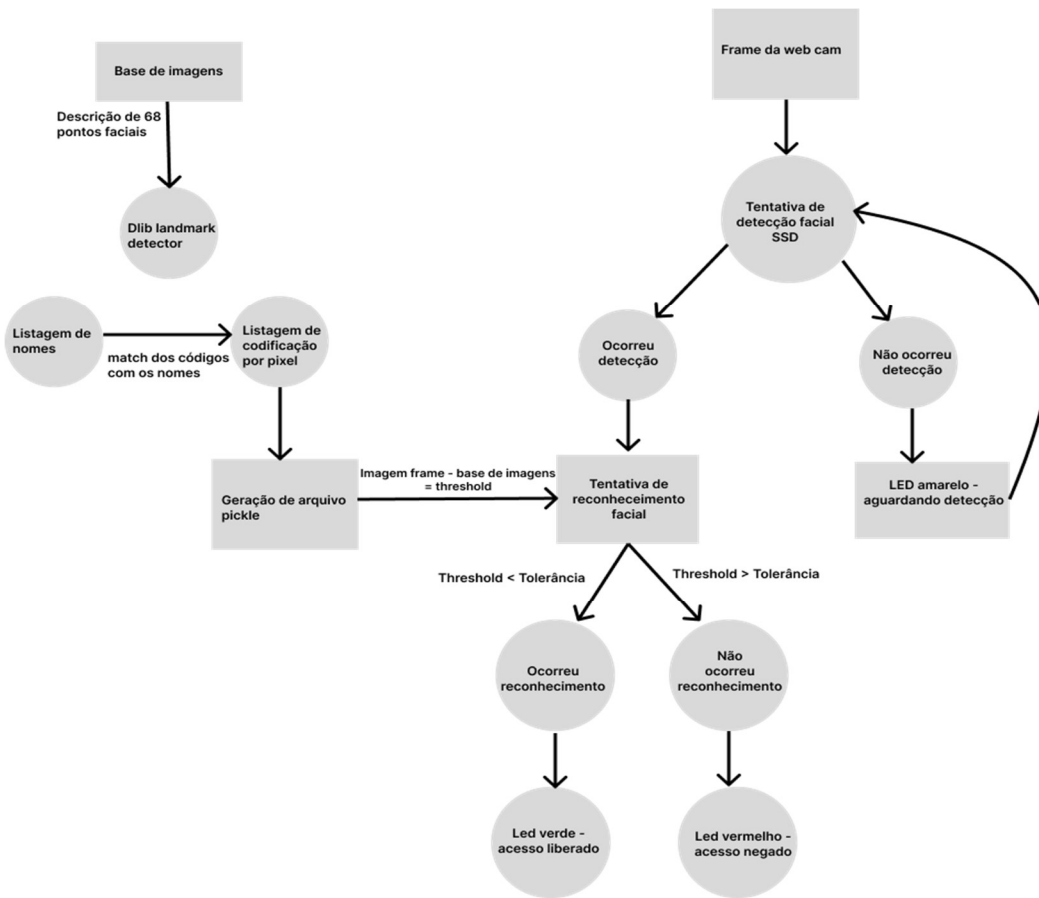 Base de imagens
Descrição de 68
pontos faciais
Dlib landmark
detector
Listagem de
nomes
match dos códigos
com os nomes
Listagem de
codificação
por pixel
Geração de arquivo
pickle
Imagem frame - base de imagens
= threshold
Frame da web cam
Tentativa de
detecção facial
SSD
Ocorreu
detecção
Não ocorreu
detecção
LED amarelo -
aguardando detecção
Tentativa de
reconheceimento
facial
Threshold < Tolerância
Threshold > Tolerância
Ocorreu
reconhecimento
Não
ocorreu
reconhecimento
Led verde -
acesso liberado
Led vermelho -
acesso negado